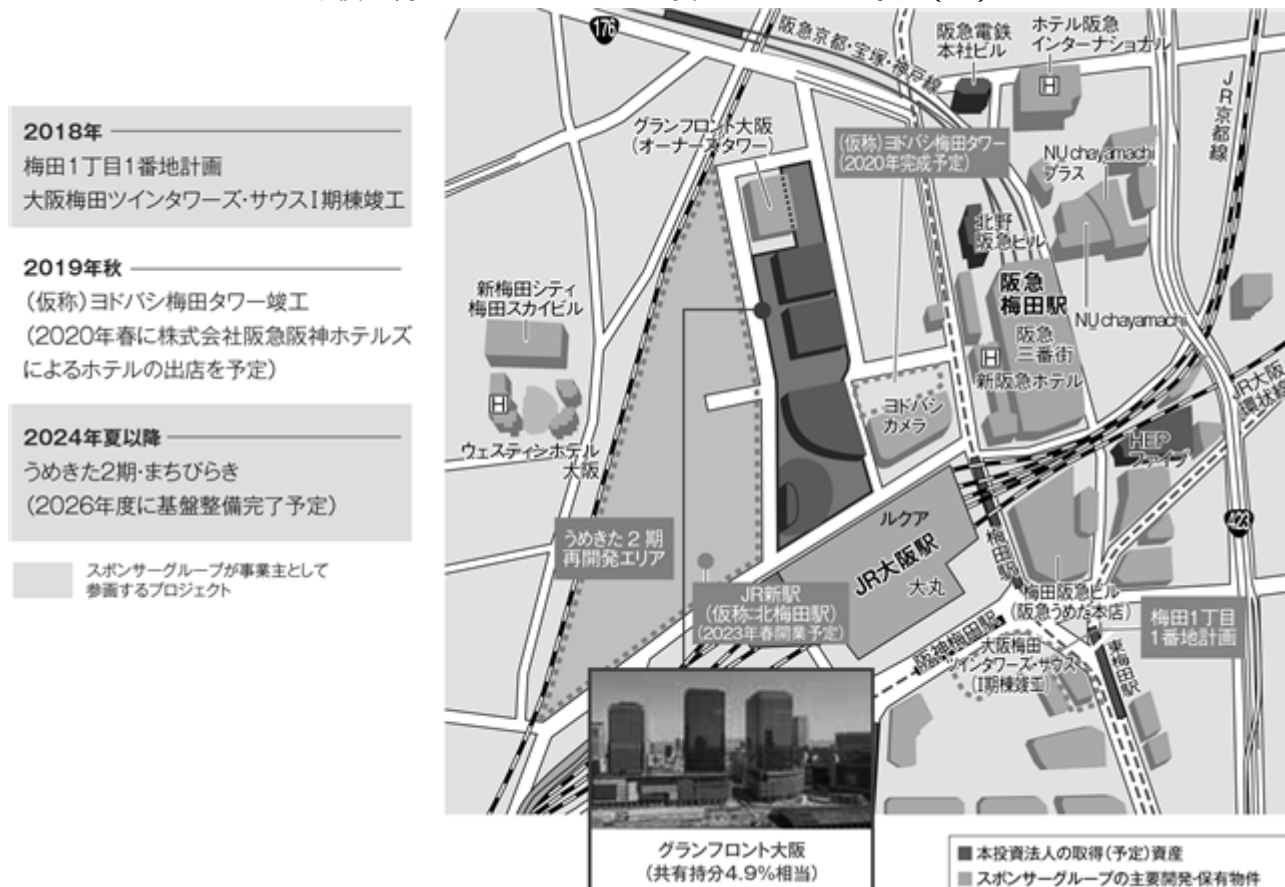 2018年
梅田1丁目1番地計画
大阪梅田ツインタワーズ・サウスⅠ期棟竣工
2019年秋
（仮称）ヨドバシ梅田タワー竣工
（2020年春に株式会社阪急阪神ホテルズ
によるホテルの出店を予定）
2024年夏以降
うめきた2期・まちびらき
（2026年度に基盤整備完了予定）
スポンサーグループが事業主として
参画するプロジェクト
176
阪急京都・宝塚・神戸線
阪急電鉄
本社ビル
ホテル阪急
インターナショナル
H
JR京都線
グランフロント大阪
(オーナーズタワー)
(仮称)ヨドバシ梅田タワー
(2020年完成予定)
NU chayamachi
プラス
北野
阪急ビル
阪急
梅田駅
NU chayamachi
阪急
三番街
H
新阪急ホテル
新梅田シティ
梅田スカイビル
H
ウェスティンホテル
大阪
ヨドバシ
カメラ
JR大阪
環状線
HEP
ファイブ
423
うめきた2期
再開発エリア
ルクア
JR大阪駅
大丸
梅田駅
JR新駅
(仮称:北梅田駅)
(2023年春開業予定)
梅田阪急ビル
(阪急うめだ本店)
梅田1丁目
1番地計画
阪神梅田駅
大阪梅田
ツインタワーズ・サウス
(Ⅰ期棟竣工)
東梅田駅
グランフロント大阪
(共有持分4.9%相当)
本投資法人の取得(予定)資産
スポンサーグループの主要開発・保有物件